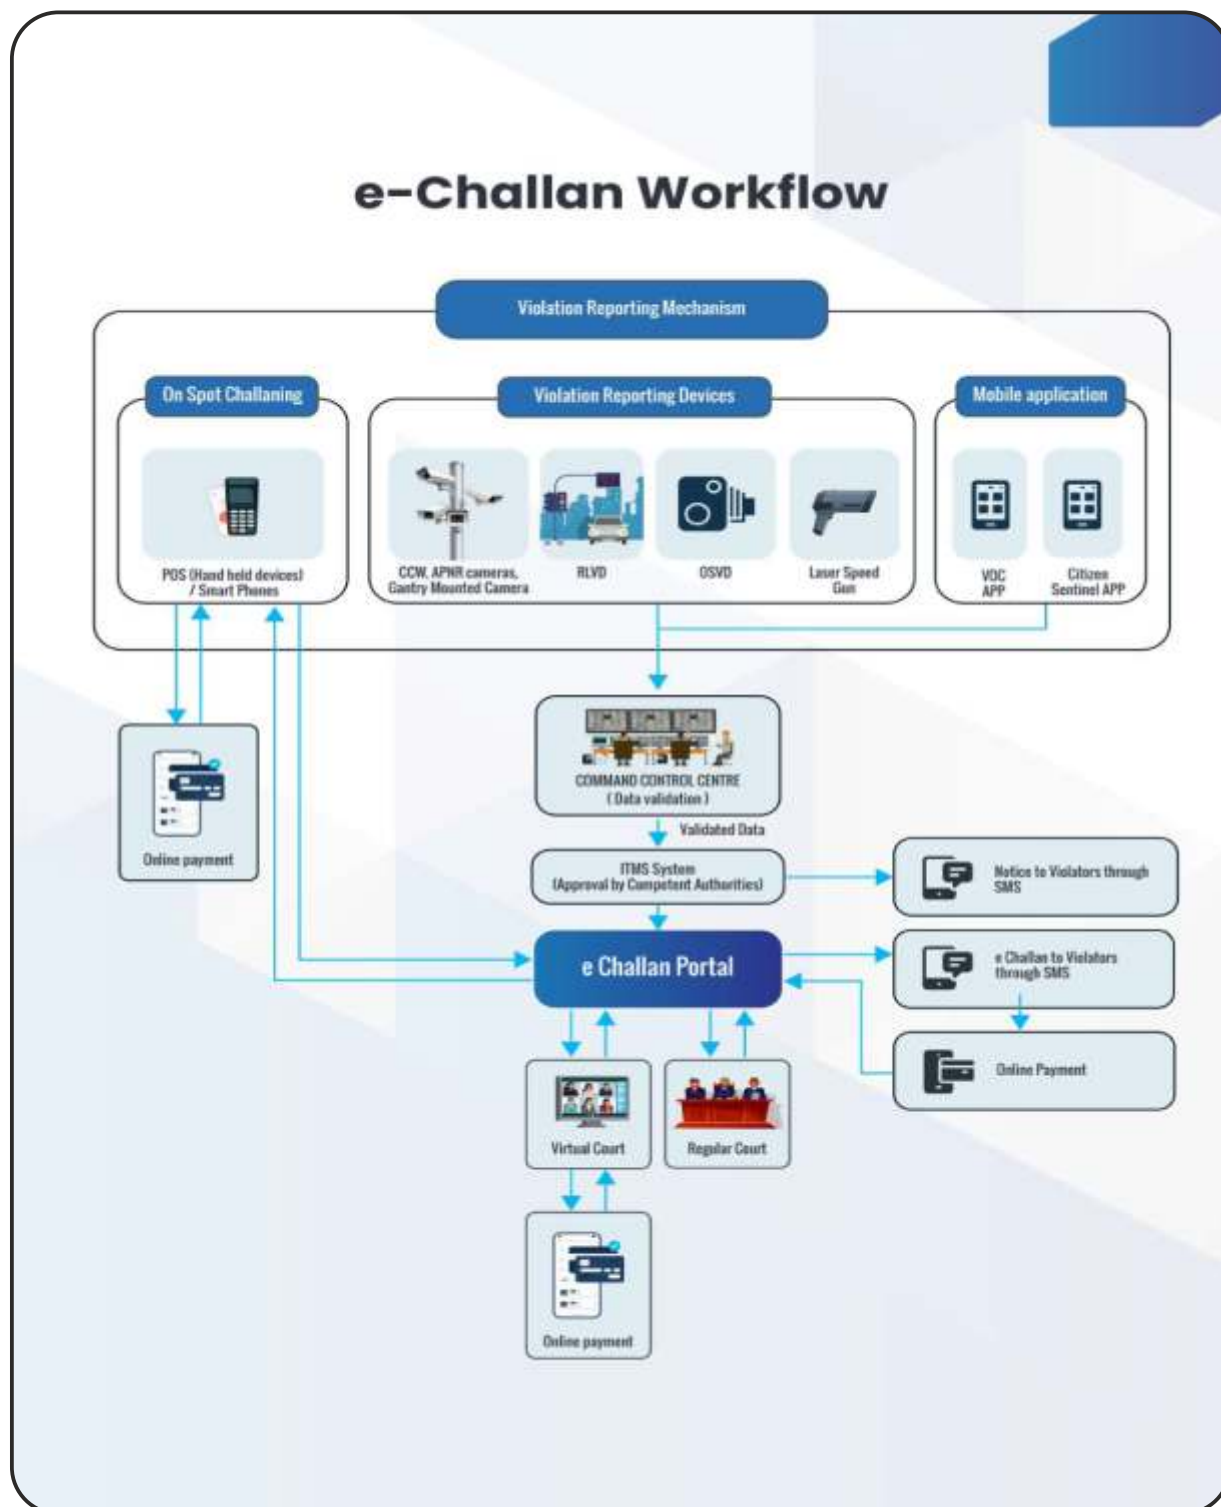 e-Challan Workflow
Violation Reporting Mechanism
On Spot Challaning
Violation Reporting Devices
Mobile application
POS (Hand held devices)
/ Smart Phones
CCW, APNR cameras,
Gantry Mounted Camera
RLVD
OSVD
Laser Speed
Gun
VOC
APP
Citizen
Sentinel APP
Online payment
COMMAND CONTROL CENTRE
( Data validation )
Validated Data
ITMS System
(Approval by Competent Authorities)
Notice to Violators through
SMS
e Challan Portal
e Challan to Violators
through SMS
Online Payment
Virtual Court
Regular Court
Online payment